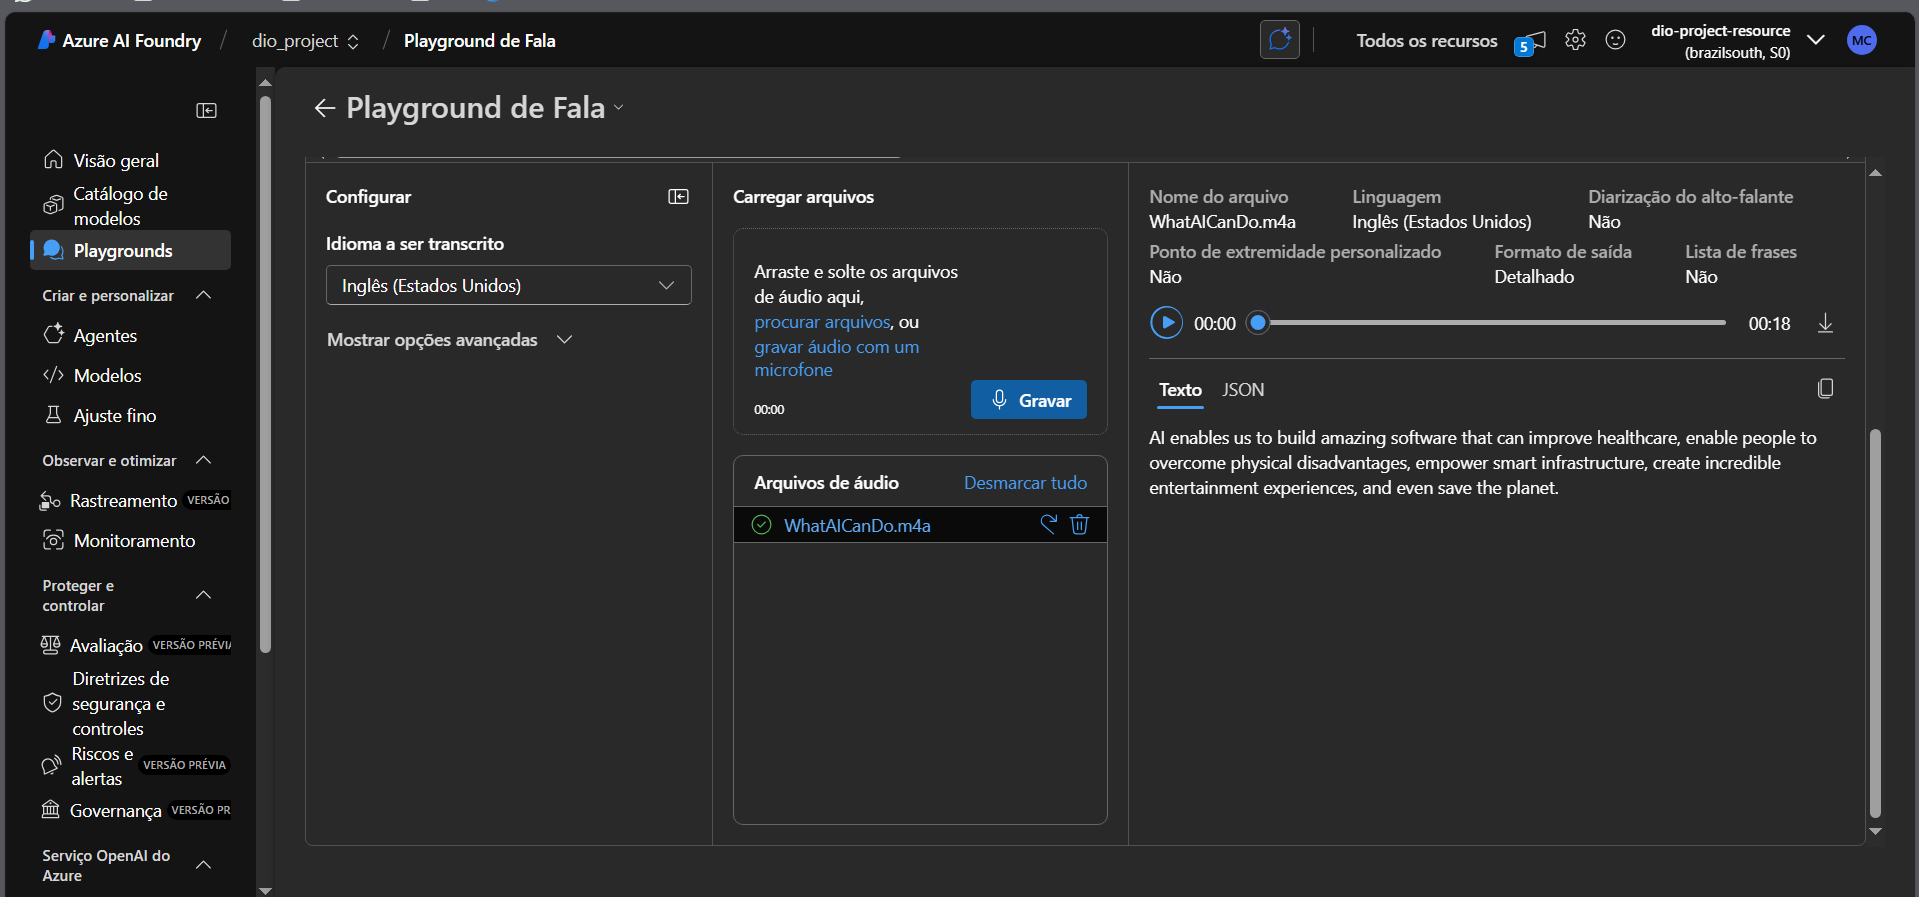 Azure AI Foundry / dio_project / Playground de Fala
Todos os recursos
5
dio-project-resource
(brazilsouth, S0)
MC
Visão geral
Catálogo de
modelos
Playgrounds
Criar e personalizar
Agentes
Modelos
Ajuste fino
Observar e otimizar
Rastreamento VERSÃO
Monitoramento
Proteger e
controlar
Avaliação VERSÃO PRÉVIA
Diretrizes de
segurança e
controles
Riscos e
alertas
VERSÃO PRÉVIA
Governança VERSÃO PR
Serviço OpenAI do
Azure
Playground de Fala
Configurar
Idioma a ser transcrito
Inglês (Estados Unidos)
Mostrar opções avançadas
Carregar arquivos
Arraste e solte os arquivos
de áudio aqui,
procurar arquivos, ou
gravar áudio com um
microfone
00:00
Gravar
Arquivos de áudio
Desmarcar tudo
WhatAICanDo.m4a
Nome do arquivo
WhatAICanDo.m4a
Linguagem
Inglês (Estados Unidos)
Diarização do alto-falante
Não
Ponto de extremidade personalizado
Não
Formato de saída
Detalhado
Lista de frases
Não
00:00
00:18
Texto JSON
AI enables us to build amazing software that can improve healthcare, enable people to
overcome physical disadvantages, empower smart infrastructure, create incredible
entertainment experiences, and even save the planet.